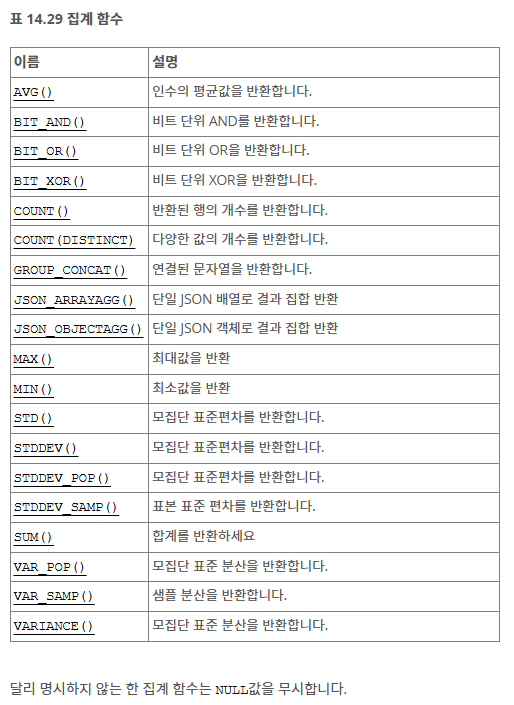 표 14.29 집계 함수
이름 설명
AVG() 인수의 평균값을 반환합니다.
BIT_AND() 비트 단위 AND를 반환합니다.
BIT_OR() 비트 단위 OR을 반환합니다.
BIT_XOR() 비트 단위 XOR을 반환합니다.
COUNT() 반환된 행의 개수를 반환합니다.
COUNT(DISTINCT) 다양한 값의 개수를 반환합니다.
GROUP_CONCAT() 연결된 문자열을 반환합니다.
JSON_ARRAYAGG() 단일 JSON 배열로 결과 집합 반환
JSON_OBJECTAGG() 단일 JSON 객체로 결과 집합 반환
MAX() 최대값을 반환
MIN() 최소값을 반환
STD() 모집단 표준편차를 반환합니다.
STDDEV() 모집단 표준편차를 반환합니다.
STDDEV_POP() 모집단 표준편차를 반환합니다.
STDDEV_SAMP() 표본 표준 편차를 반환합니다.
SUM() 합계를 반환하세요
VAR_POP() 모집단 표준 분산을 반환합니다.
VAR_SAMP() 샘플 분산을 반환합니다.
VARIANCE() 모집단 표준 분산을 반환합니다.
달리 명시하지 않는 한 집계 함수는 NULL값을 무시합니다.